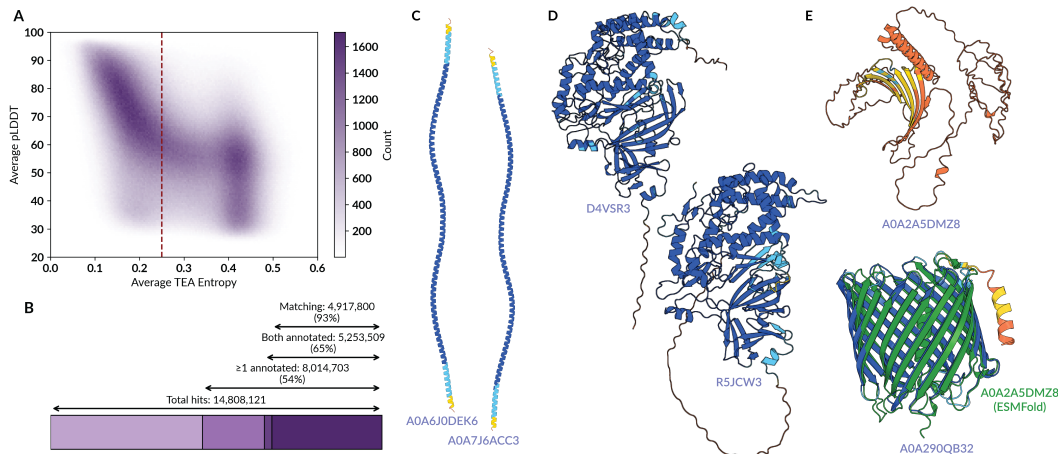 A
100
90
80
70
60
50
40
30
20
Average pLDDT
0.0 0.1 0.2 0.3 0.4 0.5 0.6
Average TEA Entropy
1600
1400
1200
1000
800
600
400
200
Count
B
Matching: 4,917,800
(93%)
Both annotated: 5,253,509
(65%)
≥1 annotated: 8,014,703
(54%)
Total hits: 14,808,121
C
A0A6J0DEK6
A0A7J6ACC3
D
D4VSR3
R5JCW3
E
A0A2A5DMZ8
A0A2A5DMZ8
(ESMFold)
A0A290QB32